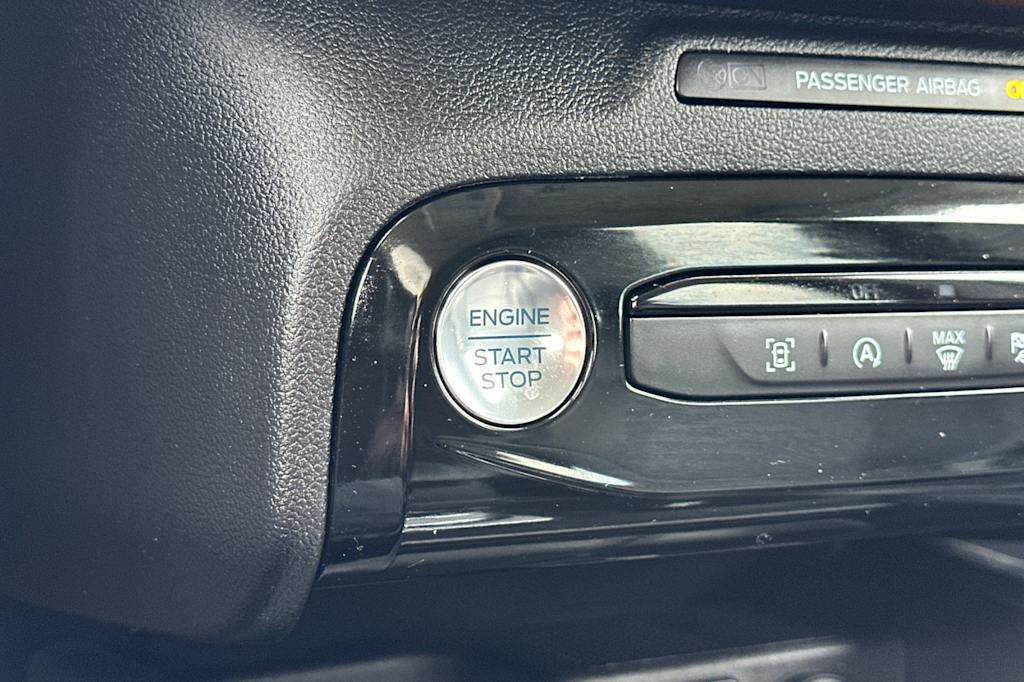 PASSENGER AIRBAG
OFF
ENGINE
START
STOP
A
MAX